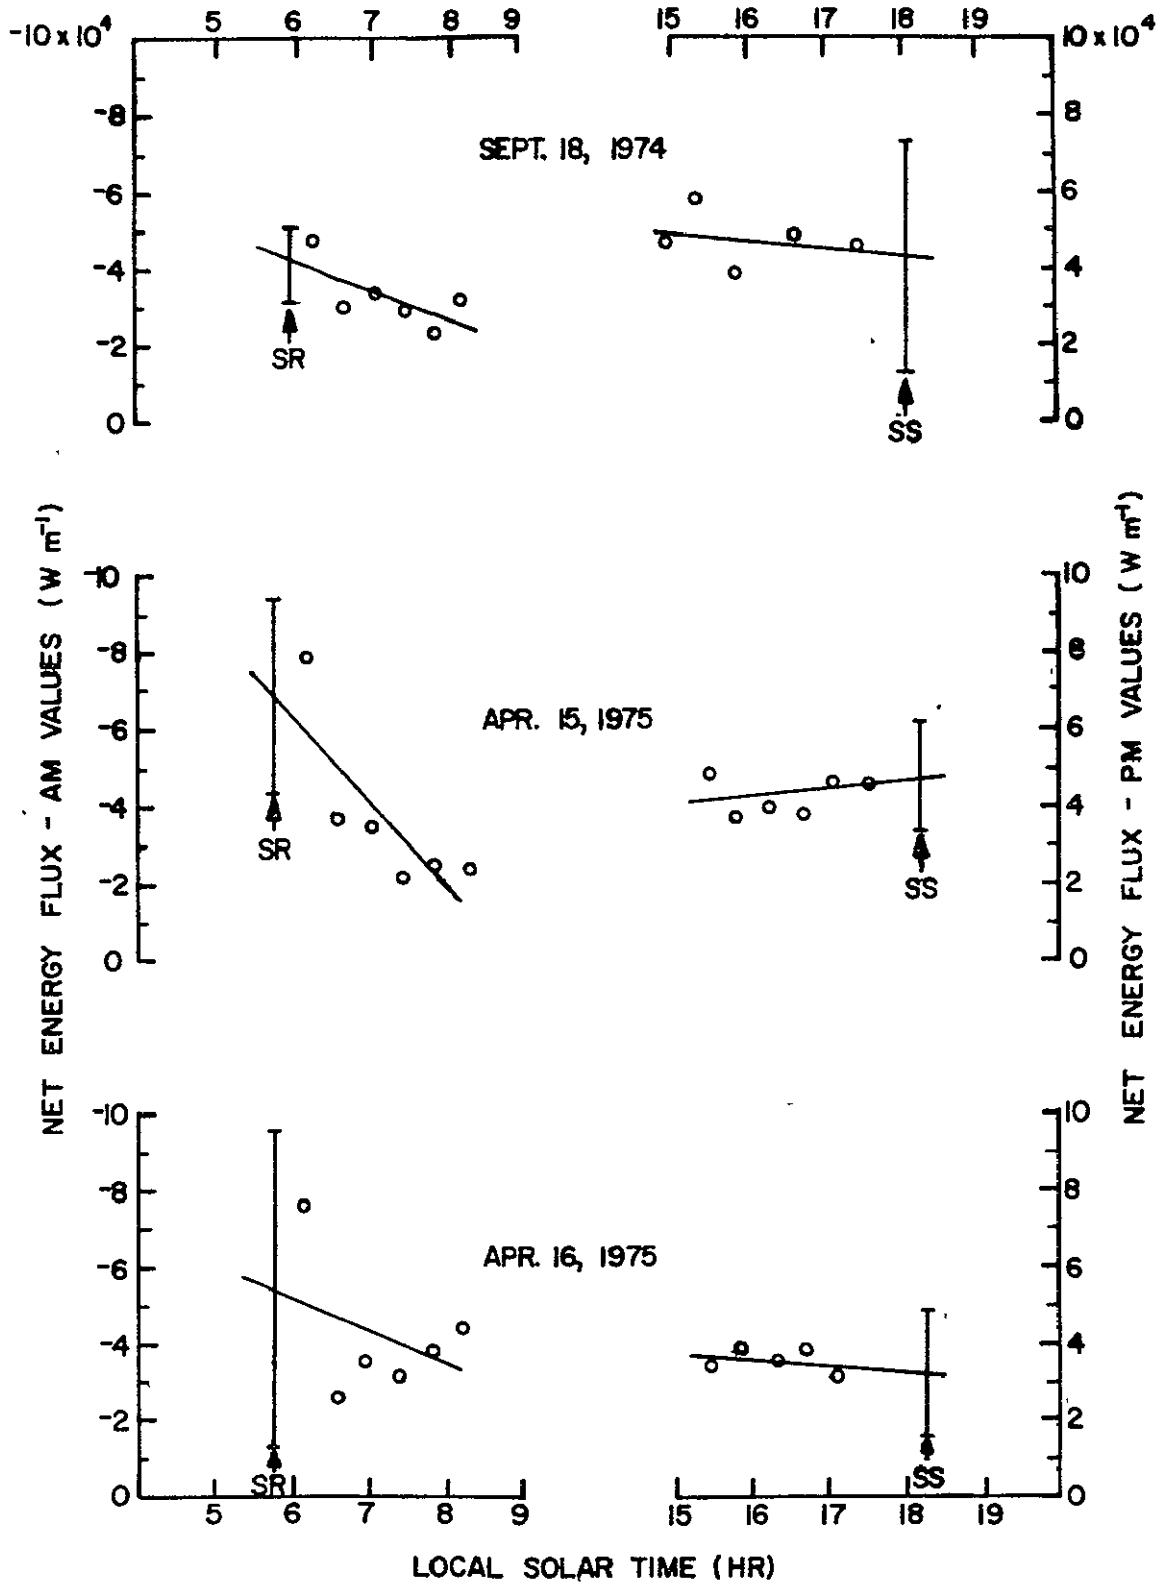 5 6 7 8 9 15 16 17 18 19
-10 x 10⁴ 10 x 10⁴
-8 8
SEPT. 18, 1974
-6 6
-4 4
SR
-2 2
0 0
SS
-10 10
-8 8
APR. 15, 1975
-6 6
-4 4
SR
SS
-2 2
0 0
-10 10
-8 8
APR. 16, 1975
-6 6
-4 4
-2 2
SR SS
0 0
5 6 7 8 9 15 16 17 18 19
LOCAL SOLAR TIME (HR)
NET ENERGY FLUX - AM VALUES (W m⁻¹)
NET ENERGY FLUX - PM VALUES (W m⁻¹)